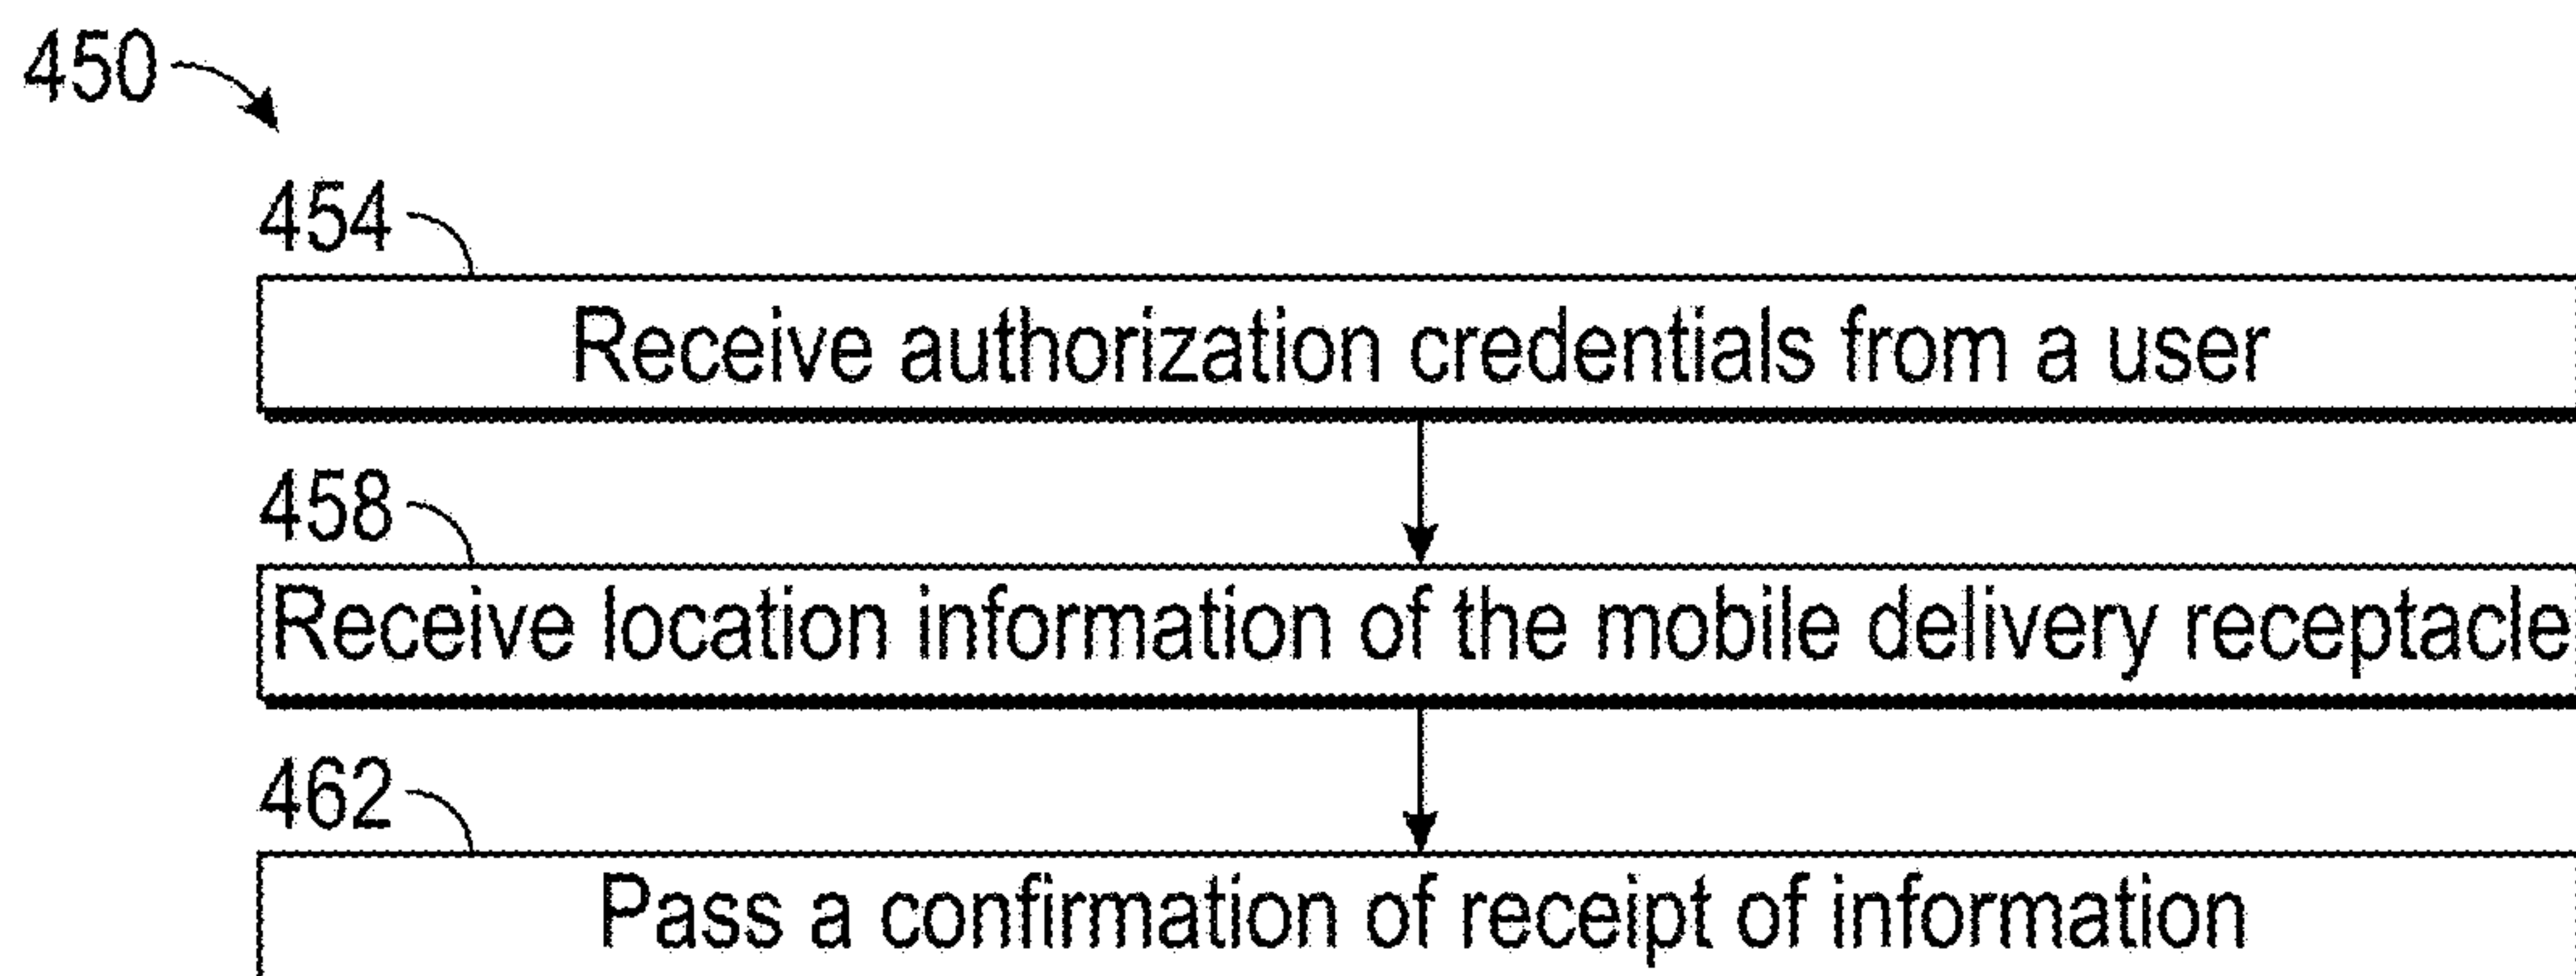 450
454
Receive authorization credentials from a user
458
Receive location information of the mobile delivery receptacle
462
Pass a confirmation of receipt of information